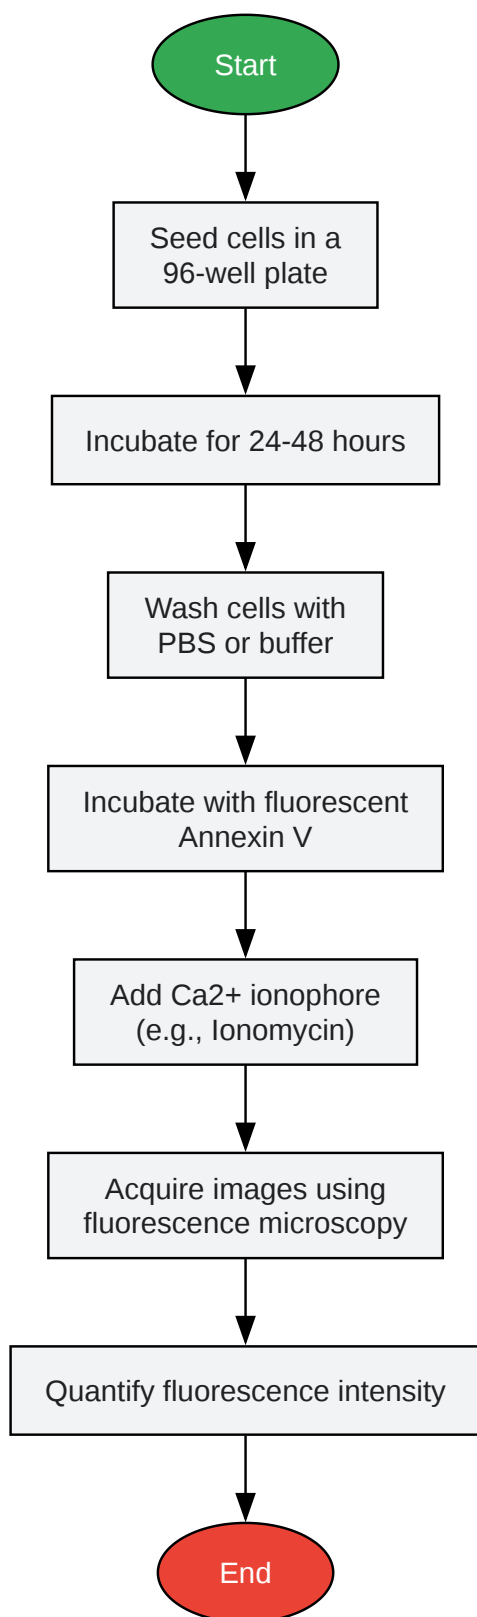 Start
Seed cells in a
96-well plate
Incubate for 24-48 hours
Wash cells with
PBS or buffer
Incubate with fluorescent
Annexin V
Add Ca2+ ionophore
(e.g., Ionomycin)
Acquire images using
fluorescence microscopy
Quantify fluorescence intensity
End